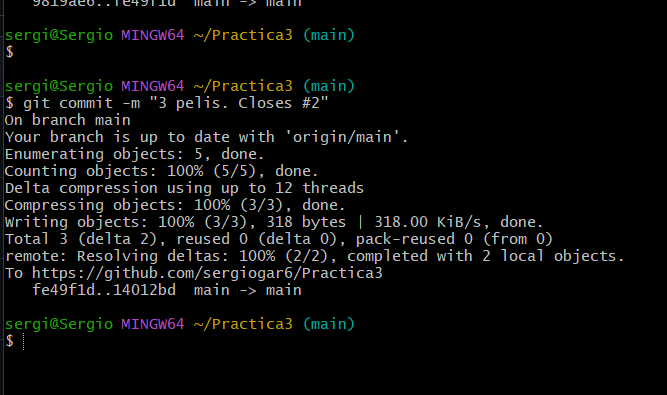 9819ae6..fe49f1d  main -> main
sergi@Sergio MINGW64 ~/Practica3 (main)
$
sergi@Sergio MINGW64 ~/Practica3 (main)
$ git commit -m "3 pelis. Closes #2"
On branch main
Your branch is up to date with 'origin/main'.
Enumerating objects: 5, done.
Counting objects: 100% (5/5), done.
Delta compression using up to 12 threads
Compressing objects: 100% (3/3), done.
Writing objects: 100% (3/3), 318 bytes | 318.00 KiB/s, done.
Total 3 (delta 2), reused 0 (delta 0), pack-reused 0 (from 0)
remote: Resolving deltas: 100% (2/2), completed with 2 local objects.
To https://github.com/sergiogar6/Practica3
   fe49f1d..14012bd  main -> main
sergi@Sergio MINGW64 ~/Practica3 (main)
$